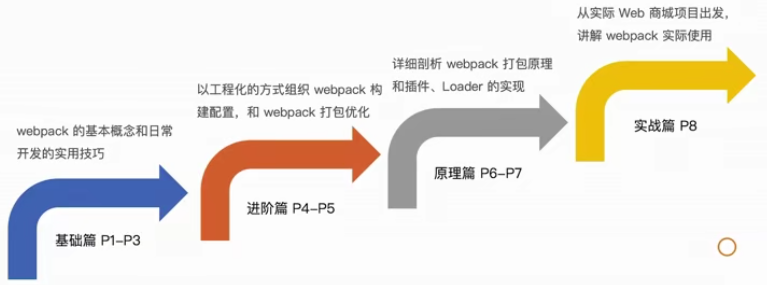 webpack 的基本概念和日常
开发的实用技巧
基础篇 P1-P3
以工程化的方式组织 webpack 构
建配置，和 webpack 打包优化
进阶篇 P4-P5
详细剖析 webpack 打包原理
和插件、Loader 的实现
原理篇 P6-P7
从实际 Web 商城项目出发，
讲解 webpack 实际使用
实战篇 P8